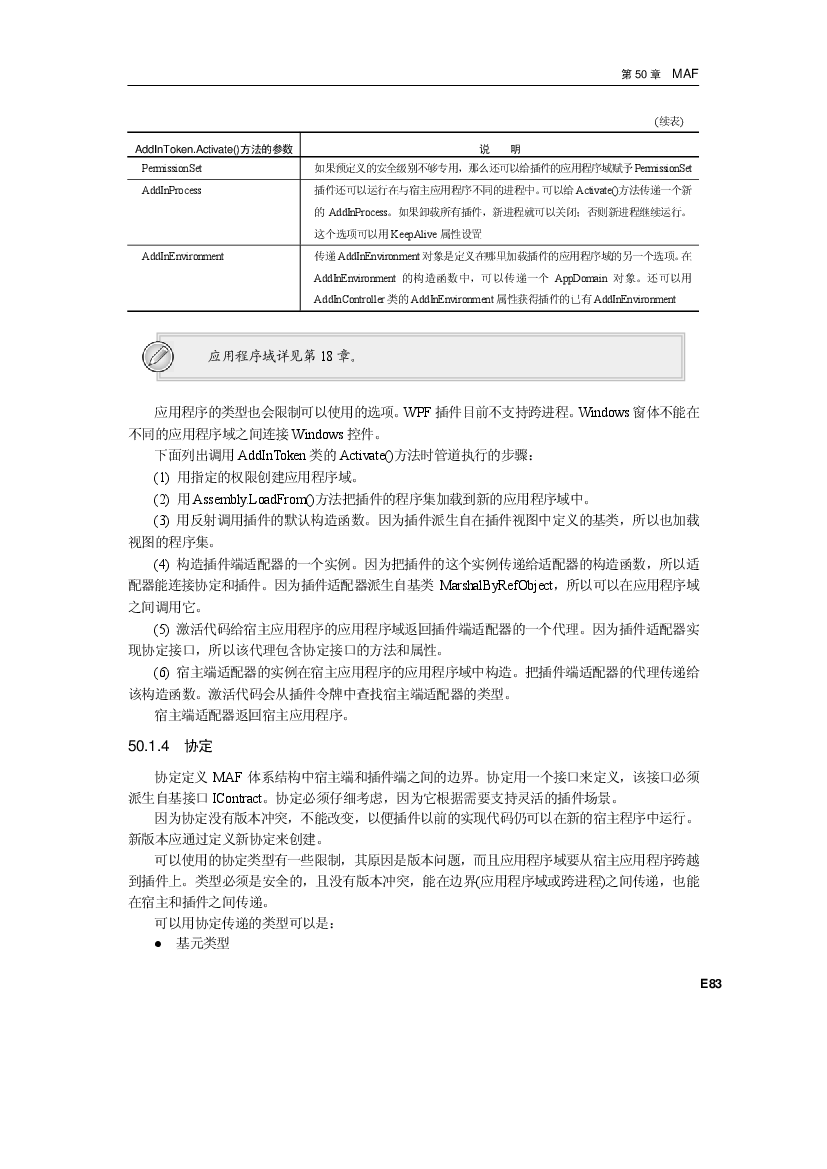 第 50 章 MAF
(续表)
AddInToken.Activate()方法的参数 说 明
PermissionSet 如果预定义的安全级别不够专用，那么还可以给插件的应用程序域赋予 PermissionSet
AddInProcess 插件还可以运行在与宿主应用程序不同的进程中。可以给 Activate()方法传递一个新
的 AddInProcess。如果卸载所有插件，新进程就可以关闭；否则新进程继续运行。
这个选项可以用 KeepAlive 属性设置
AddInEnvironment 传递 AddInEnvironment 对象是定义在哪里加载插件的应用程序域的另一个选项。在
AddInEnvironment 的构造函数中，可以传递一个 AppDomain 对象。还可以用
AddInController 类的 AddInEnvironment 属性获得插件的已有 AddInEnvironment
应用程序域详见第 18 章。
应用程序的类型也会限制可以使用的选项。WPF 插件目前不支持跨进程。Windows 窗体不能在
不同的应用程序域之间连接 Windows 控件。
下面列出调用 AddInToken 类的 Activate()方法时管道执行的步骤：
(1) 用指定的权限创建应用程序域。
(2) 用 Assembly.LoadFrom()方法把插件的程序集加载到新的应用程序域中。
(3) 用反射调用插件的默认构造函数。因为插件派生自在插件视图中定义的基类，所以也加载
视图的程序集。
(4) 构造插件端适配器的一个实例。因为把插件的这个实例传递给适配器的构造函数，所以适
配器能连接协定和插件。因为插件适配器派生自基类 MarshalByRefObject，所以可以在应用程序域
之间调用它。
(5) 激活代码给宿主应用程序的应用程序域返回插件端适配器的一个代理。因为插件适配器实
现协定接口，所以该代理包含协定接口的方法和属性。
(6) 宿主端适配器的实例在宿主应用程序的应用程序域中构造。把插件端适配器的代理传递给
该构造函数。激活代码会从插件令牌中查找宿主端适配器的类型。
宿主端适配器返回宿主应用程序。
50.1.4 协定
协定定义 MAF 体系结构中宿主端和插件端之间的边界。协定用一个接口来定义，该接口必须
派生自基接口 IContract。协定必须仔细考虑，因为它根据需要支持灵活的插件场景。
因为协定没有版本冲突，不能改变，以便插件以前的实现代码仍可以在新的宿主程序中运行。
新版本应通过定义新协定来创建。
可以使用的协定类型有一些限制，其原因是版本问题，而且应用程序域要从宿主应用程序跨越
到插件上。类型必须是安全的，且没有版本冲突，能在边界(应用程序域或跨进程)之间传递，也能
在宿主和插件之间传递。
可以用协定传递的类型可以是：
● 基元类型
E83